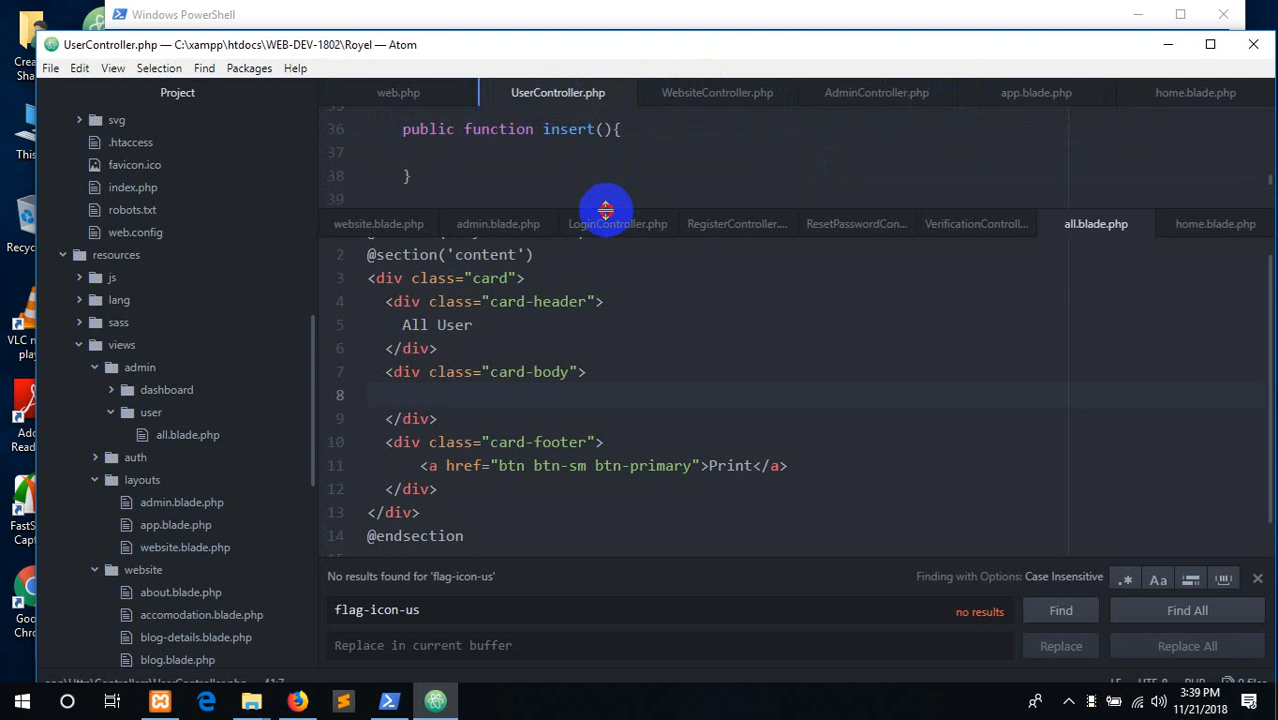 Windows PowerShell
UserController.php — C:\xampp\htdocs\WEB-DEV-1802\Royel — Atom
File Edit View Selection Find Packages Help
Project
web.php UserController.php WebsiteController.php AdminController.php app.blade.php home.blade.php
svg
.htaccess
favicon.ico
index.php
robots.txt
web.config
resources
js
lang
sass
views
admin
dashboard
user
all.blade.php
auth
layouts
admin.blade.php
app.blade.php
website.blade.php
website
about.blade.php
accomodation.blade.php
blog-details.blade.php
blog.blade.php
36 public function insert(){
37
38 }
39
website.blade.php admin.blade.php LoginController.php RegisterController.... ResetPasswordCon... VerificationControll... all.blade.php home.blade.php
2 @section('content')
3 <div class="card">
4 <div class="card-header">
5 All User
6 </div>
7 <div class="card-body">
8
9 </div>
10 <div class="card-footer">
11 <a href="btn btn-sm btn-primary">Print</a>
12 </div>
13 </div>
14 @endsection
No results found for 'flag-icon-us' Finding with Options: Case Insensitive .* Aa
flag-icon-us no results Find Find All
Replace in current buffer Replace Replace All
3:39 PM
11/21/2018